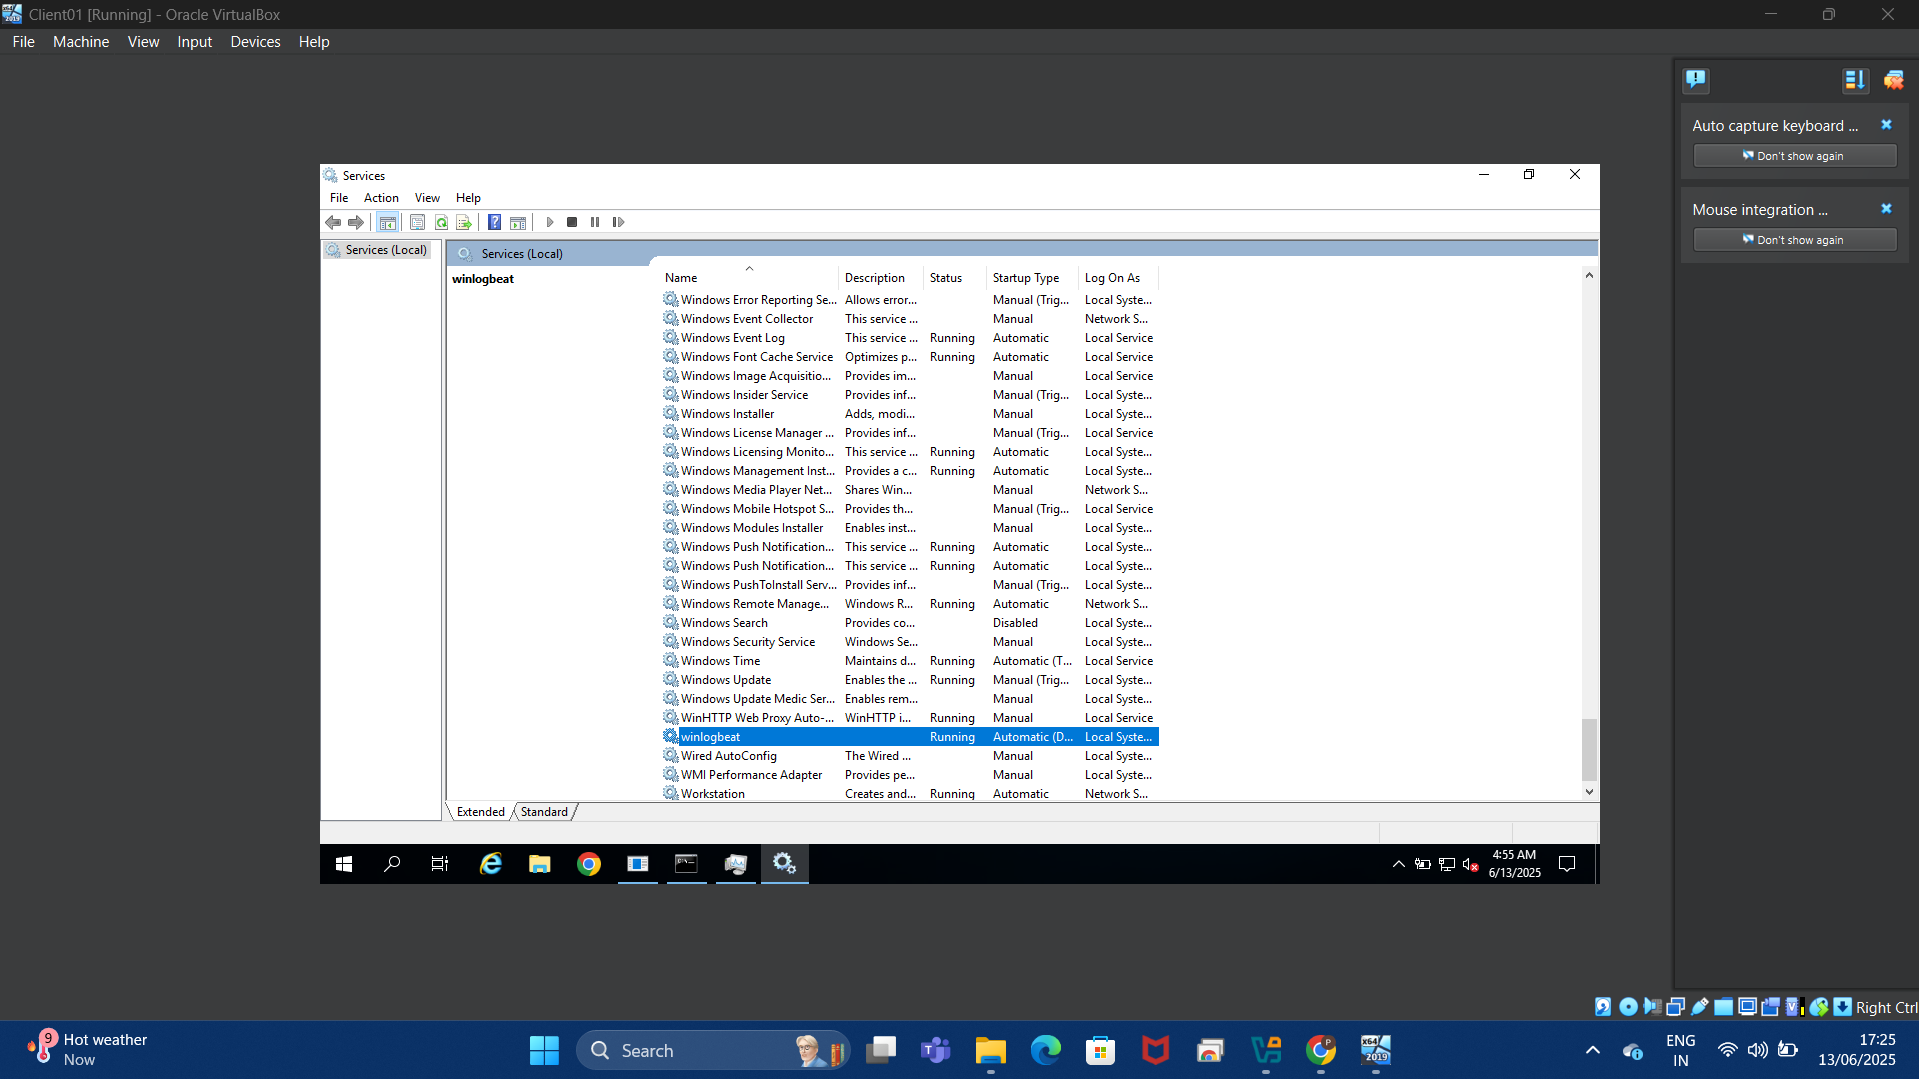 Client01 [Running] - Oracle VirtualBox
File Machine View Input Devices Help
Auto capture keyboard ...
Don't show again
Mouse integration ...
Don't show again
Services
File Action View Help
Services (Local)
Services (Local)
winlogbeat
Name Description Status Startup Type Log On As
Windows Error Reporting Se... Allows error... Manual (Trig... Local Syste...
Windows Event Collector This service ... Manual Network S...
Windows Event Log This service ... Running Automatic Local Service
Windows Font Cache Service Optimizes p... Running Automatic Local Service
Windows Image Acquisitio... Provides im... Manual Local Service
Windows Insider Service Provides inf... Manual (Trig... Local Syste...
Windows Installer Adds, modi... Manual Local Syste...
Windows License Manager ... Provides inf... Manual (Trig... Local Service
Windows Licensing Monito... This service ... Running Automatic Local Syste...
Windows Management Inst... Provides a c... Running Automatic Local Syste...
Windows Media Player Net... Shares Win... Manual Network S...
Windows Mobile Hotspot S... Provides th... Manual (Trig... Local Service
Windows Modules Installer Enables inst... Manual Local Syste...
Windows Push Notification... This service ... Running Automatic Local Syste...
Windows Push Notification... This service ... Running Automatic Local Syste...
Windows PushToInstall Serv... Provides inf... Manual (Trig... Local Syste...
Windows Remote Manage... Windows R... Running Automatic Network S...
Windows Search Provides co... Disabled Local Syste...
Windows Security Service Windows Se... Manual Local Syste...
Windows Time Maintains d... Running Automatic (T... Local Service
Windows Update Enables the ... Running Manual (Trig... Local Syste...
Windows Update Medic Ser... Enables rem... Manual Local Syste...
WinHTTP Web Proxy Auto-... WinHTTP i... Running Manual Local Service
winlogbeat Running Automatic (D... Local Syste...
Wired AutoConfig The Wired ... Manual Local Syste...
WMI Performance Adapter Provides pe... Manual Local Syste...
Workstation Creates and... Running Automatic Network S...
Extended Standard
4:55 AM
6/13/2025
Right Ctrl
9
Hot weather
Now
Search
x64
2019
ENG
IN
17:25
13/06/2025